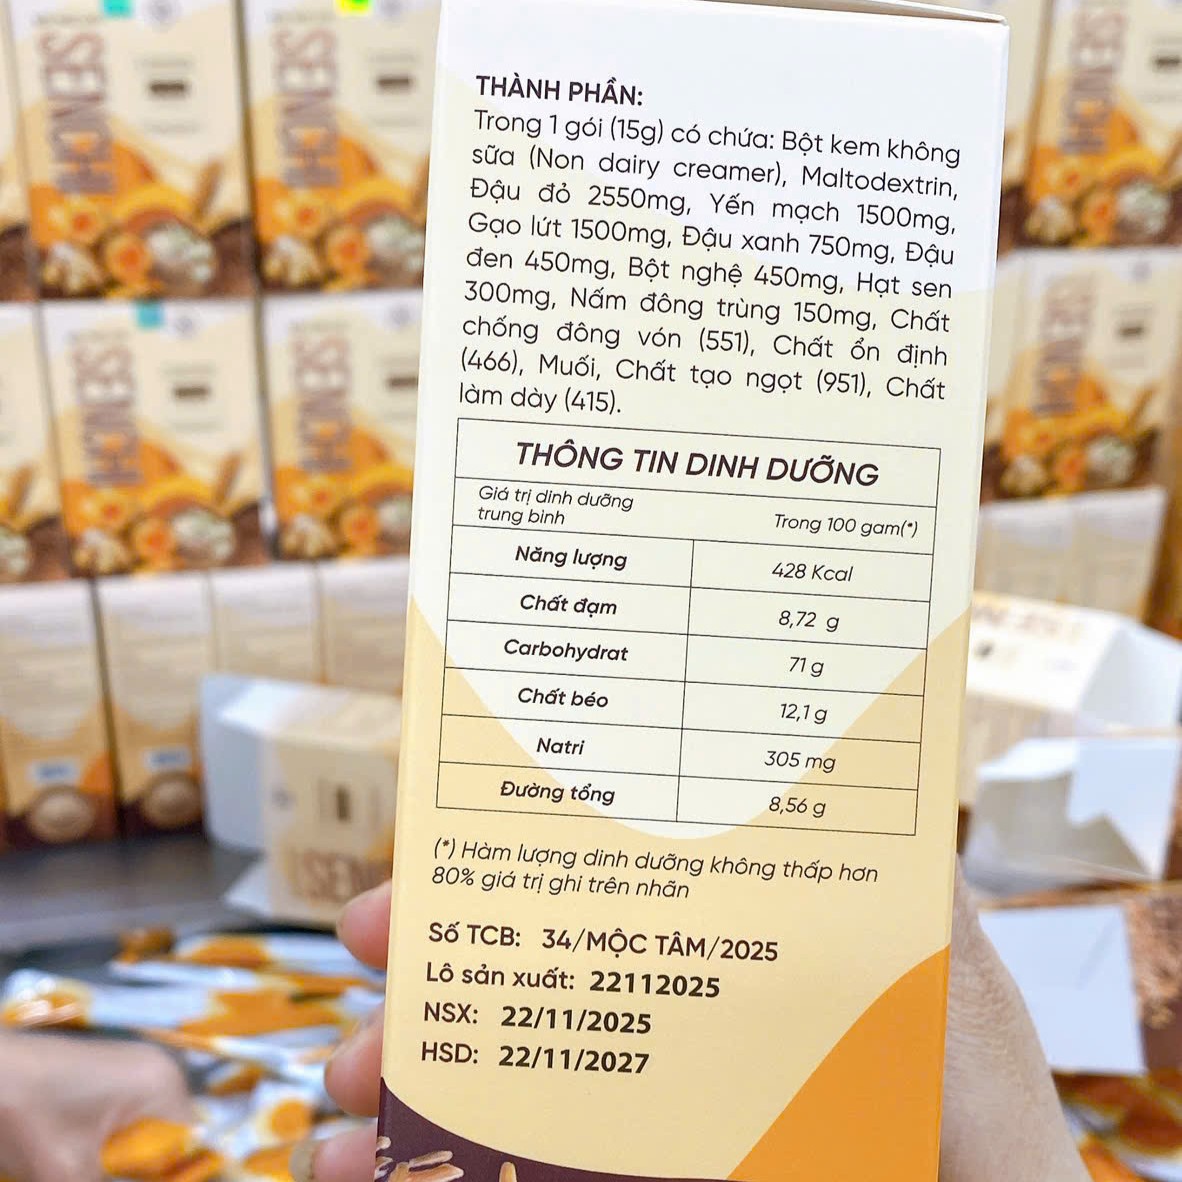 THÀNH PHẦN:
Trong 1 gói (15g) có chứa: Bột kem không
sữa (Non dairy creamer), Maltodextrin,
Đậu đỏ 2550mg, Yến mạch 1500mg,
Gạo lứt 1500mg, Đậu xanh 750mg, Đậu
đen 450mg, Bột nghệ 450mg, Hạt sen
300mg, Nấm đông trùng 150mg, Chất
chống đông vón (551), Chất ổn định
(466), Muối, Chất tạo ngọt (951), Chất
làm dày (415).
THÔNG TIN DINH DƯỠNG
Giá trị dinh dưỡng
trung bình
Trong 100 gam(*)
Năng lượng 428 Kcal
Chất đạm 8,72 g
Carbohydrat 71 g
Chất béo 12,1 g
Natri 305 mg
Đường tổng 8,56 g
(*) Hàm lượng dinh dưỡng không thấp hơn
80% giá trị ghi trên nhãn
Số TCB: 34/MỘC TÂM/2025
Lô sản xuất: 22112025
NSX: 22/11/2025
HSD: 22/11/2027